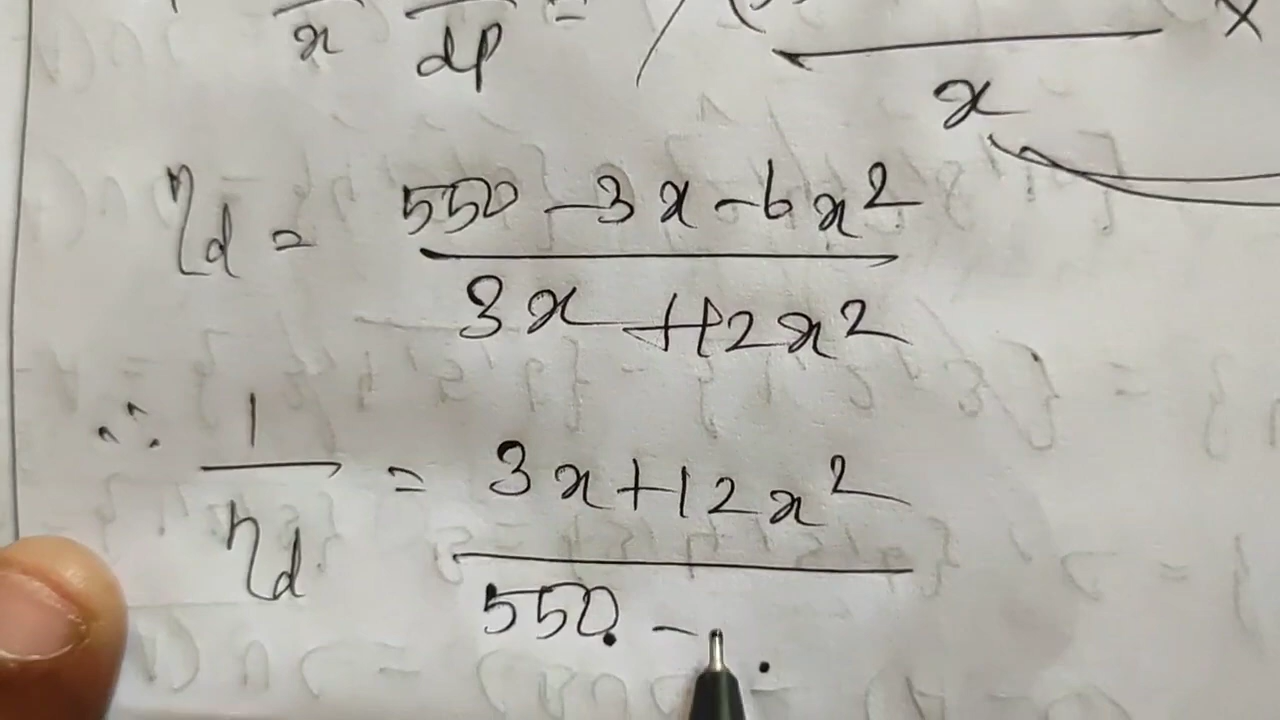 x dp =
x
ηd = 550 - 3x - 6x² / 3x + 12x²
∴ 1 / ηd = 3x + 12x² / 550 -